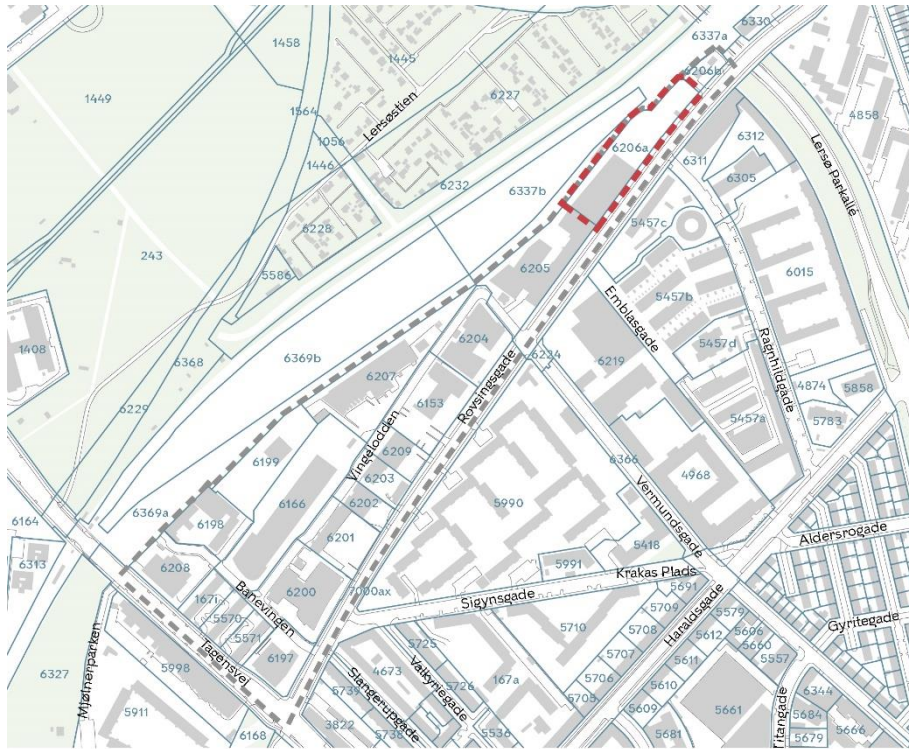 6337a
6330
1458
1445
6206b
1449
6227
4858
1564
Lersøstien
6312
1056
6206a
1446
6311
Lersø Parkallé
6232
6337b
6305
6228
5457c
243
6205
6015
5586
Emblasgade
5457b
1408
6204
5457d
6368
6234
6219
Ragnhildgade
6369b
6207
Rovsingsgade
4874
5858
6229
6153
5457a
5783
Vingelodden
6209
6199
6366
4968
6203
5990
6166
6202
Vermundsgade
6369a
6198
6164
6201
5418
Aldersrogade
6313
6208
5991
Krakas Plads
167i
6200
7000ax
5691
Banevingen
Sigynsgade
5570
5709
5579
5571
5710
5708
Haraldsgade
5606
Gyritegade
Tagensvej
5725
5612
5660
6197
5707
5557
Mjølnerparken
5998
4673
167a
5611
6327
5739
Valkyriegade
5726
5706
5610
6344
Slangerupgade
5705
5661
5684
5911
3822
5609
Titangade
5666
6168
5738
5536
5681
5679